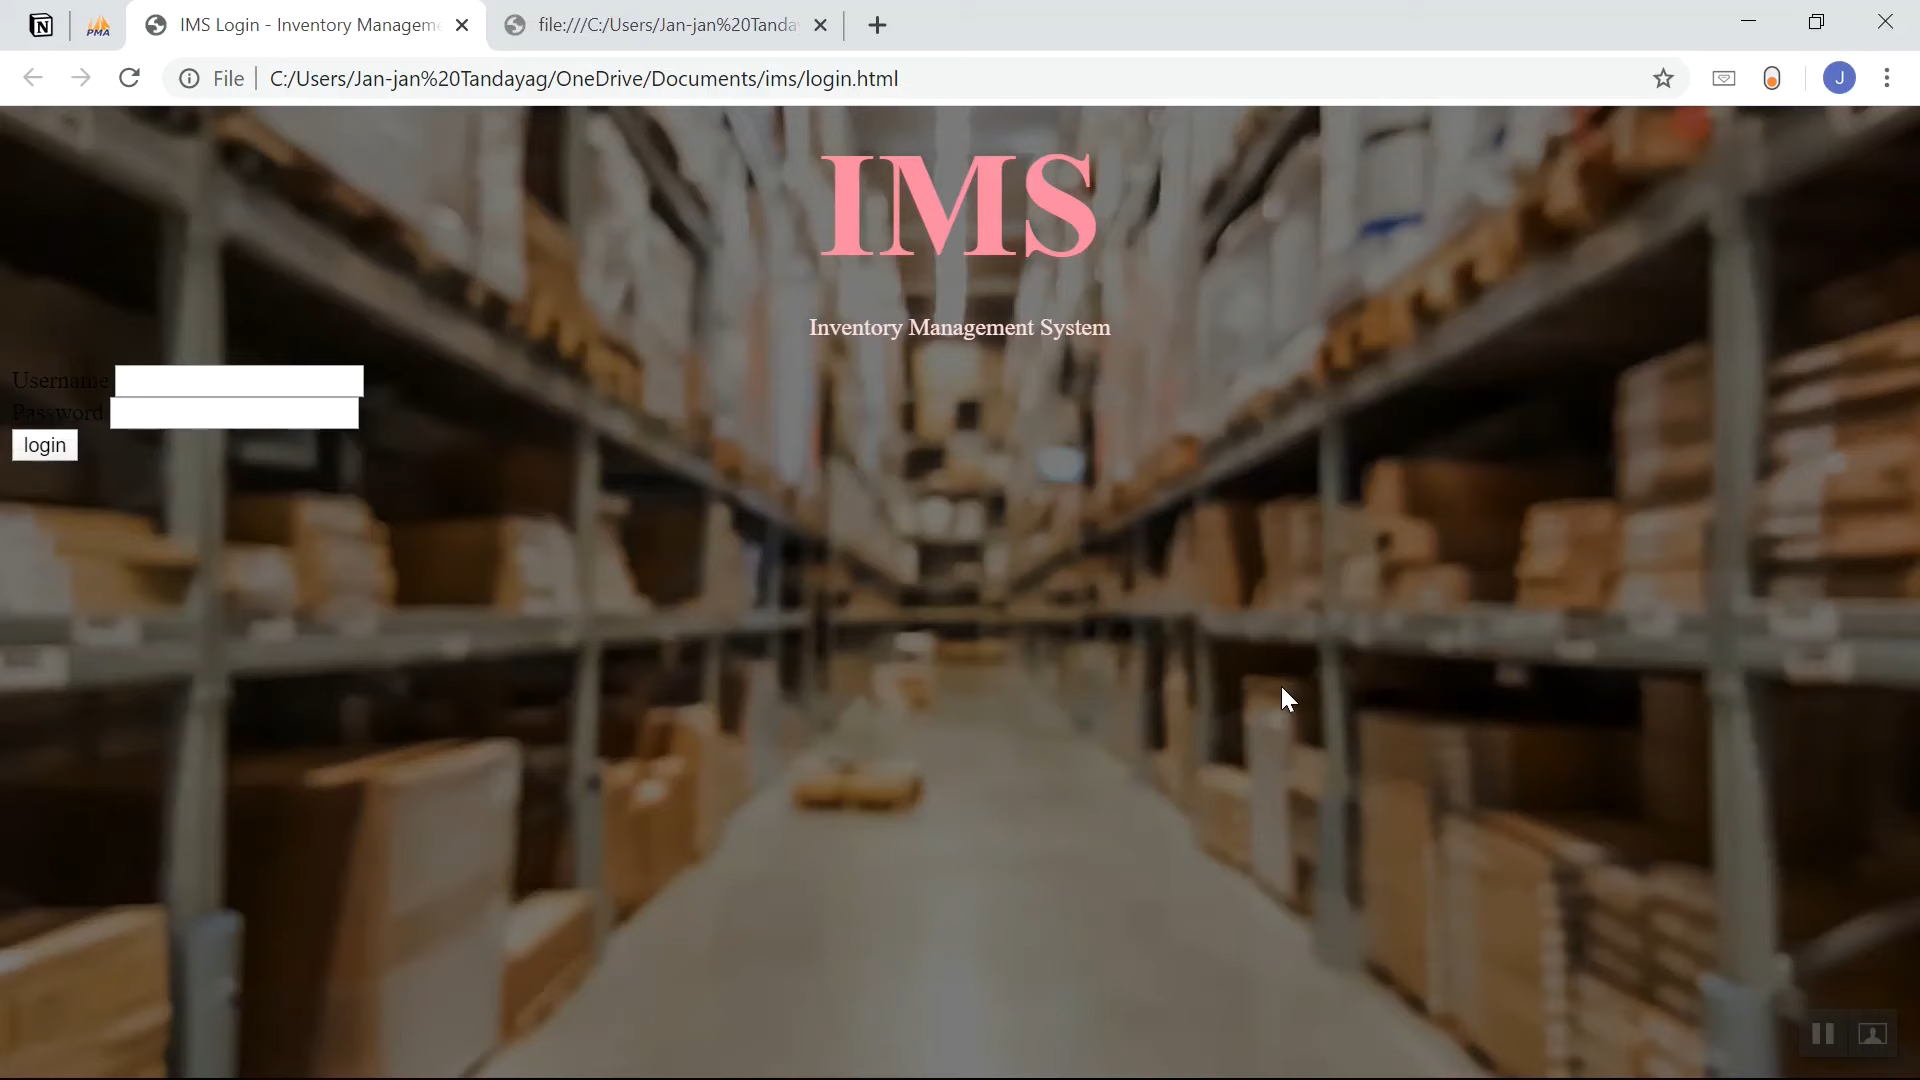 PMA
IMS Login - Inventory Manageme
file:///C:/Users/Jan-jan%20Tanda
File
C:/Users/Jan-jan%20Tandayag/OneDrive/Documents/ims/login.html
J
IMS
Inventory Management System
Username
Password
login